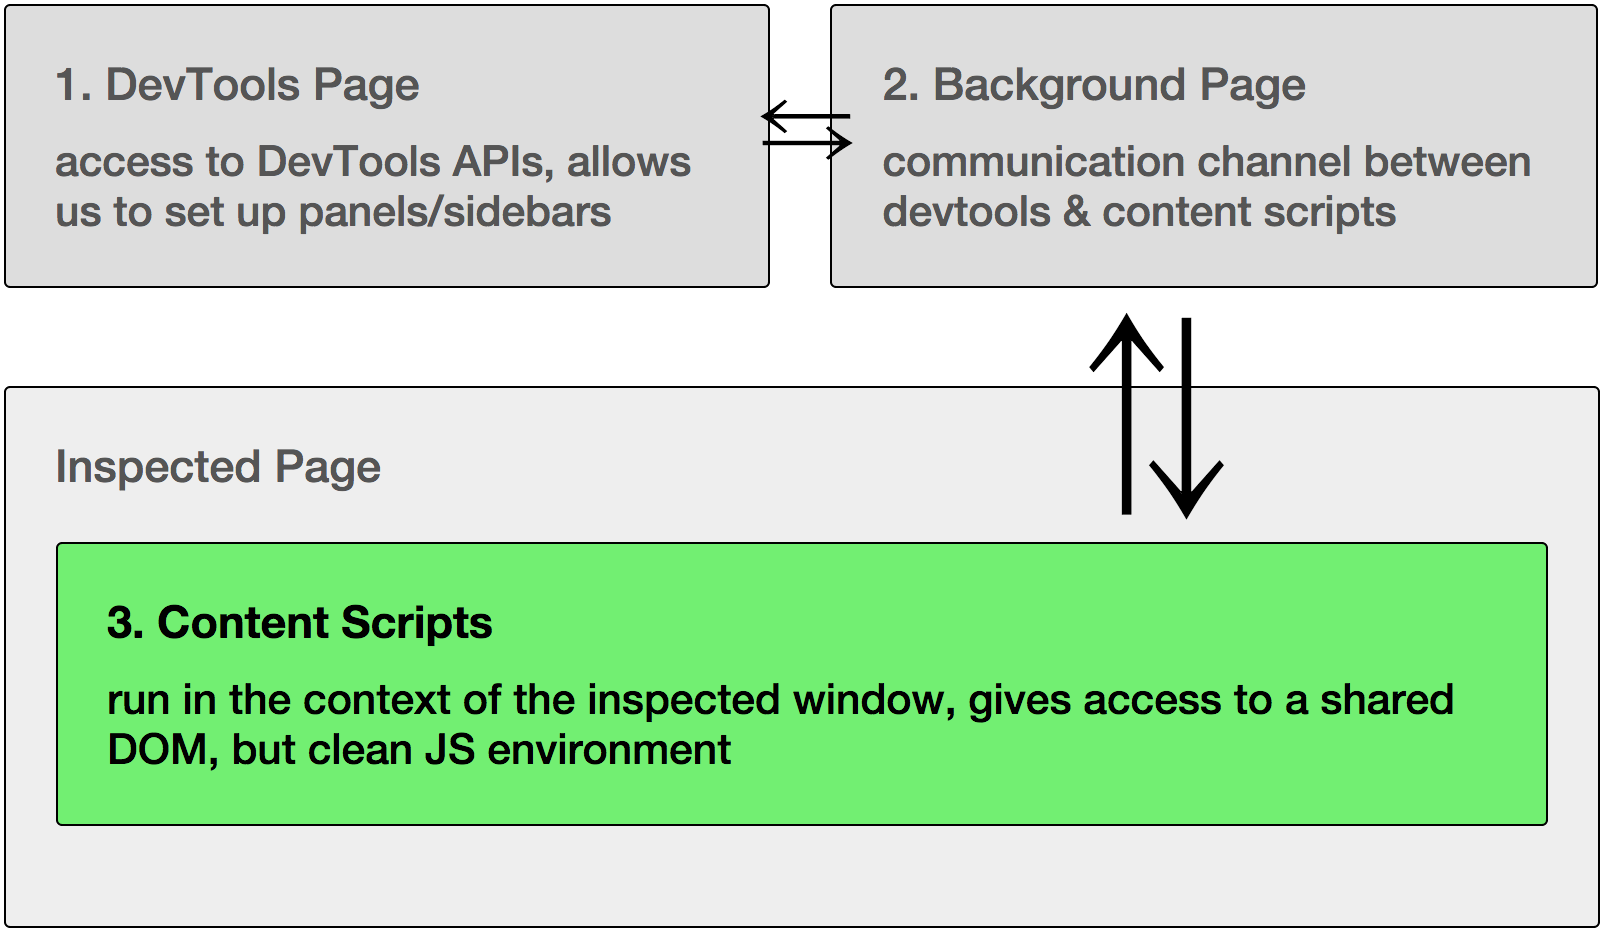 1. DevTools Page
access to DevTools APIs, allows
us to set up panels/sidebars
2. Background Page
communication channel between
devtools & content scripts
Inspected Page
3. Content Scripts
run in the context of the inspected window, gives access to a shared
DOM, but clean JS environment